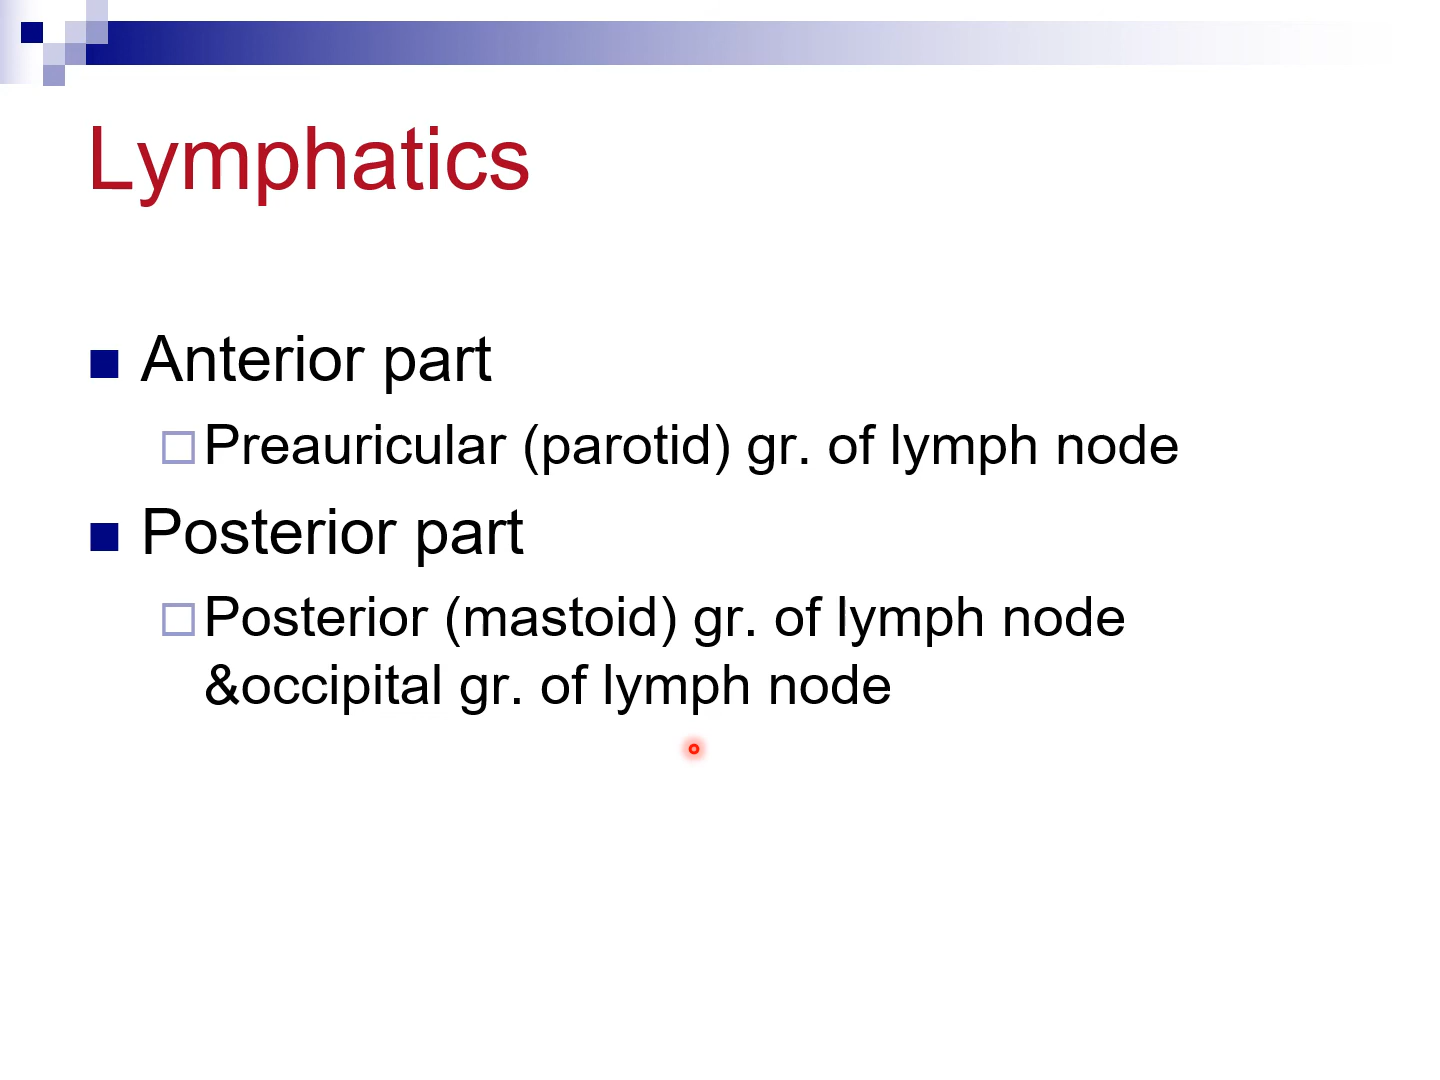 Lymphatics
Anterior part
Preauricular (parotid) gr. of lymph node
Posterior part
Posterior (mastoid) gr. of lymph node
&occipital gr. of lymph node